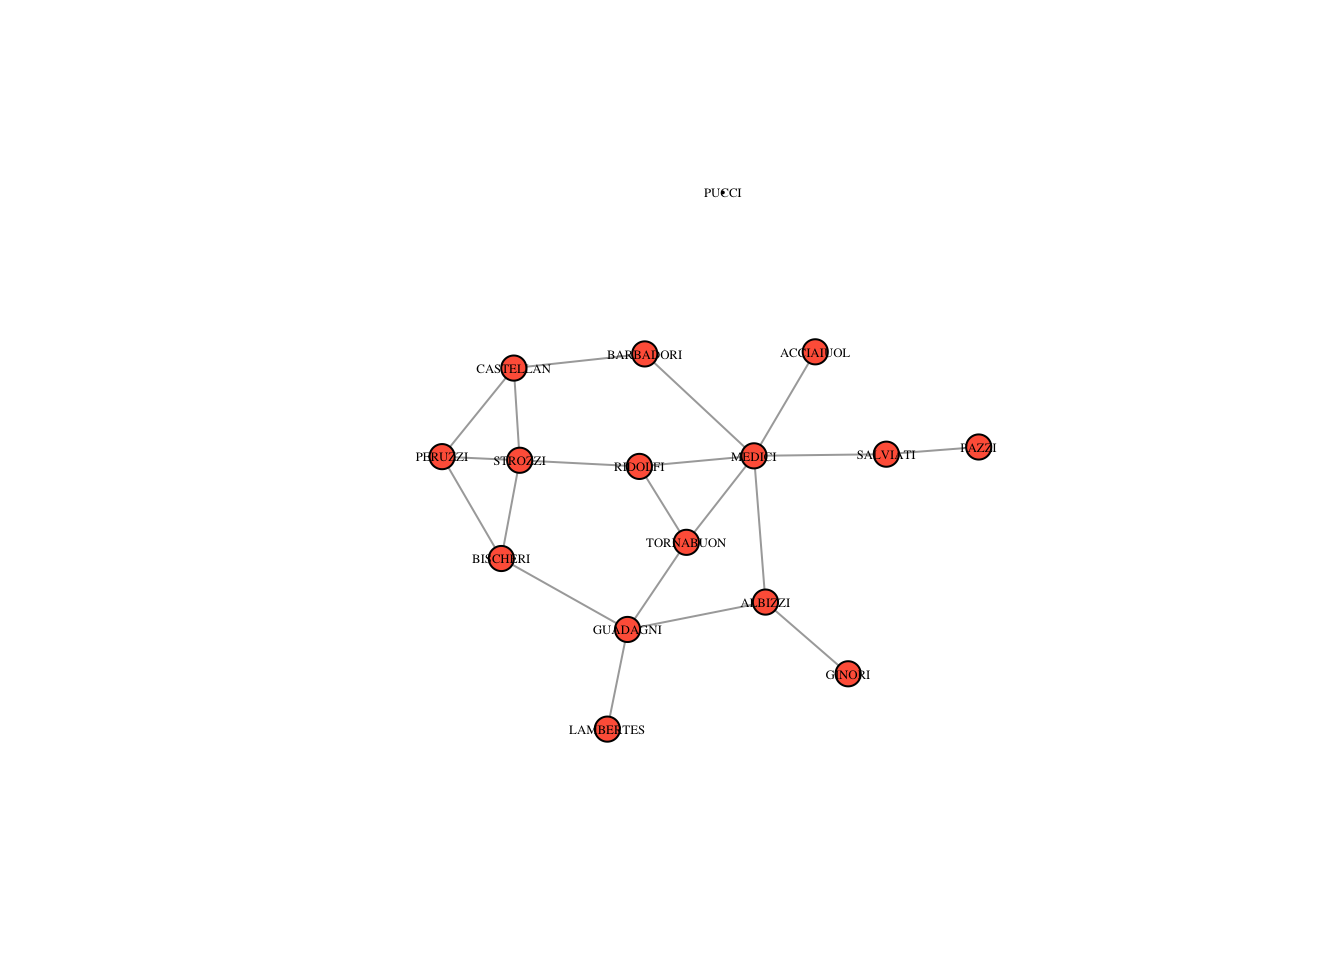 PUCCI
ACCIAIUOL
BARBADORI
CASTELLAN
PAZZI
SALVIATI
MEDICI
PERUZZI
STROZZI
RIDOLFI
TORNABUON
BISCHERI
ALBIZZI
GUADAGNI
GINORI
LAMBERTES